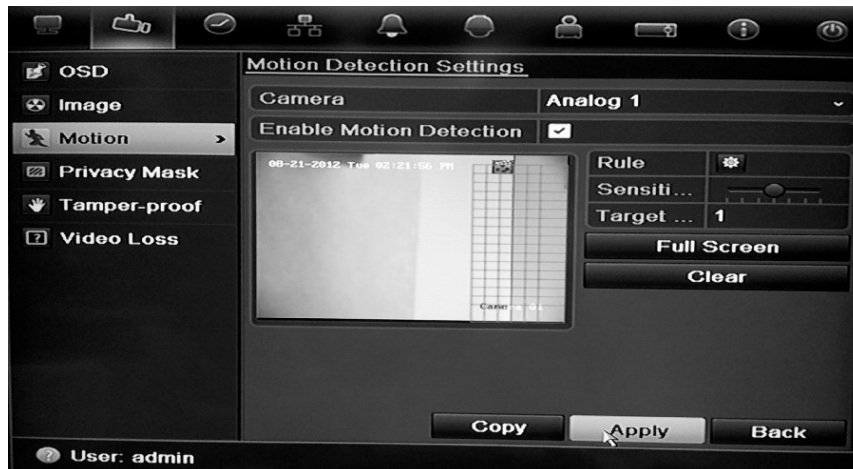 Motion Detection Settings
OSD
Image
Motion >
Privacy Mask
Tamper-proof
Video Loss
Camera Analog 1
Enable Motion Detection
08-21-2012 Tue 02:21:56 PM
Camera 01
Rule
Sensiti...
Target ... 1
Full Screen
Clear
Copy
Apply
Back
User: admin